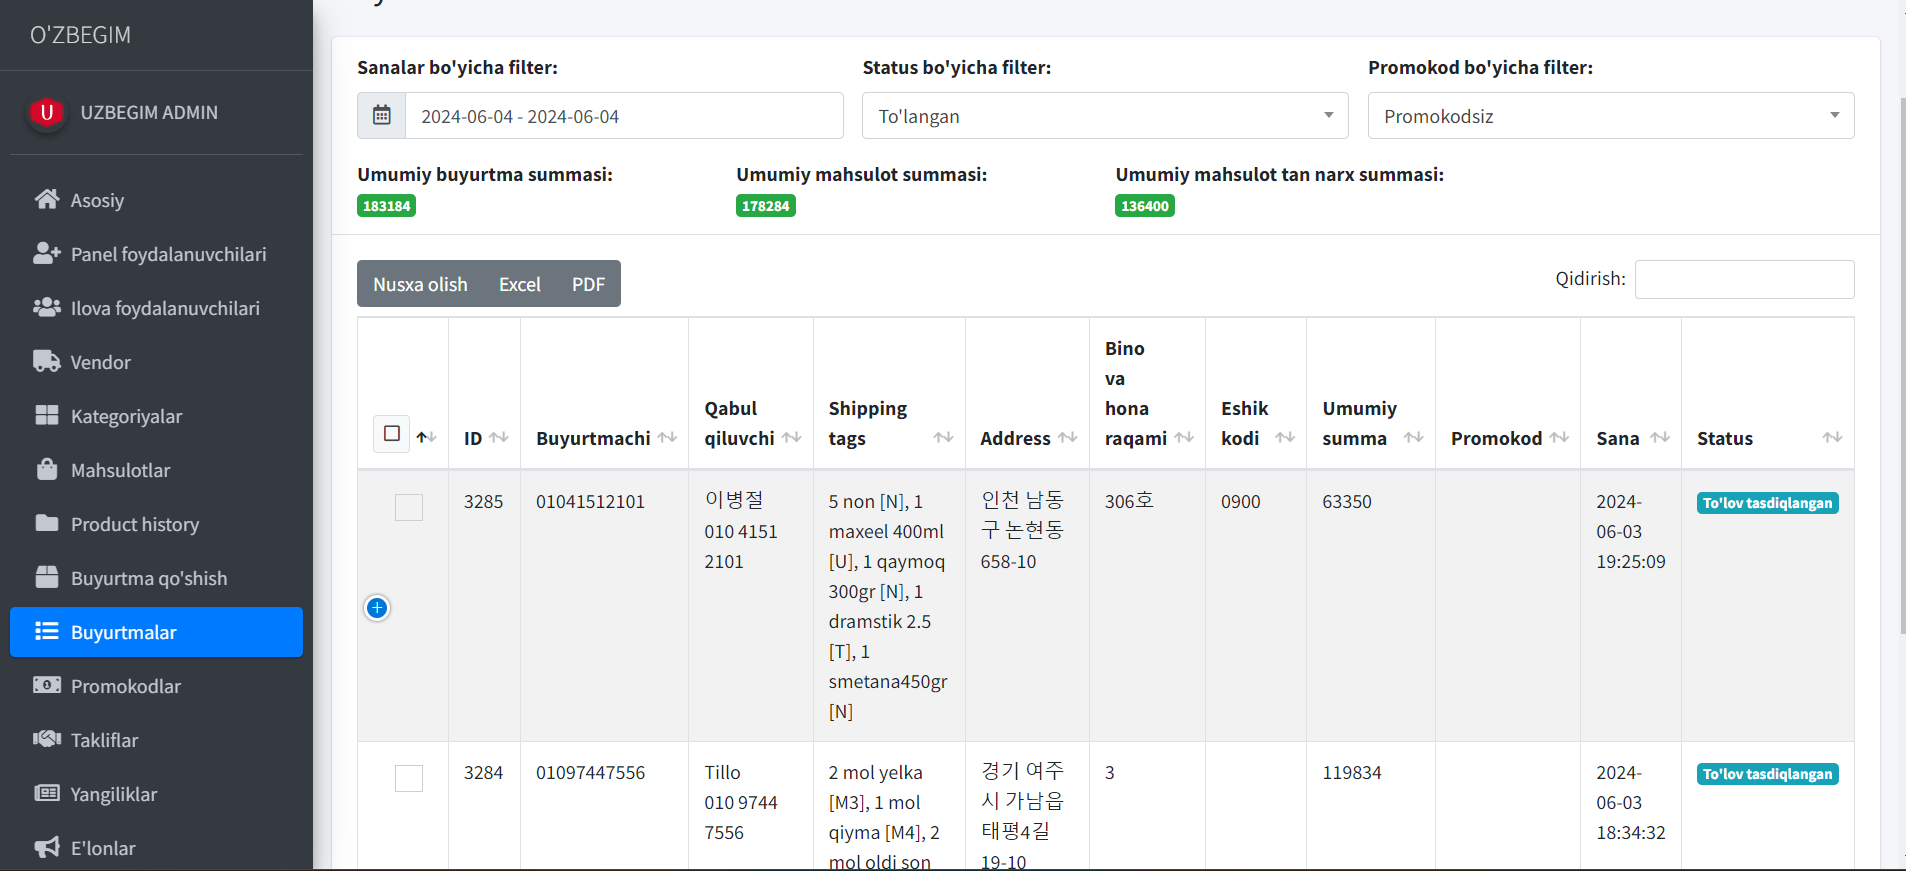 O'ZBEGIM
U
UZBEGIM ADMIN
Asosiy
Panel foydalanuvchilari
Ilova foydalanuvchilari
Vendor
Kategoriyalar
Mahsulotlar
Product history
Buyurtma qo'shish
Buyurtmalar
Promokodlar
Takliflar
Yangiliklar
E'lonlar
Sanalar bo'yicha filter:
2024-06-04 - 2024-06-04
Status bo'yicha filter:
To'langan
Promokod bo'yicha filter:
Promokodsiz
Umumiy buyurtma summasi:
183184
Umumiy mahsulot summasi:
178284
Umumiy mahsulot tan narx summasi:
136400
Nusxa olish Excel PDF
Qidirish:
ID
Buyurtmachi
Qabul
qiluvchi
Shipping
tags
Address
Bino
va
hona
raqami
Eshik
kodi
Umumiy
summa
Promokod
Sana
Status
3285
01041512101
이병절
010 4151
2101
5 non [N], 1
maxeel 400ml
[U], 1 qaymoq
300gr [N], 1
dramstik 2.5
[T], 1
smetana450gr
[N]
인천 남동
구 논현동
658-10
306호
0900
63350
2024-
06-03
19:25:09
To'lov tasdiqlangan
3284
01097447556
Tillo
010 9744
7556
2 mol yelka
[M3], 1 mol
qiyma [M4], 2
mol oldi son
경기 여주
시 가남읍
태평4길
19-10
3
119834
2024-
06-03
18:34:32
To'lov tasdiqlangan